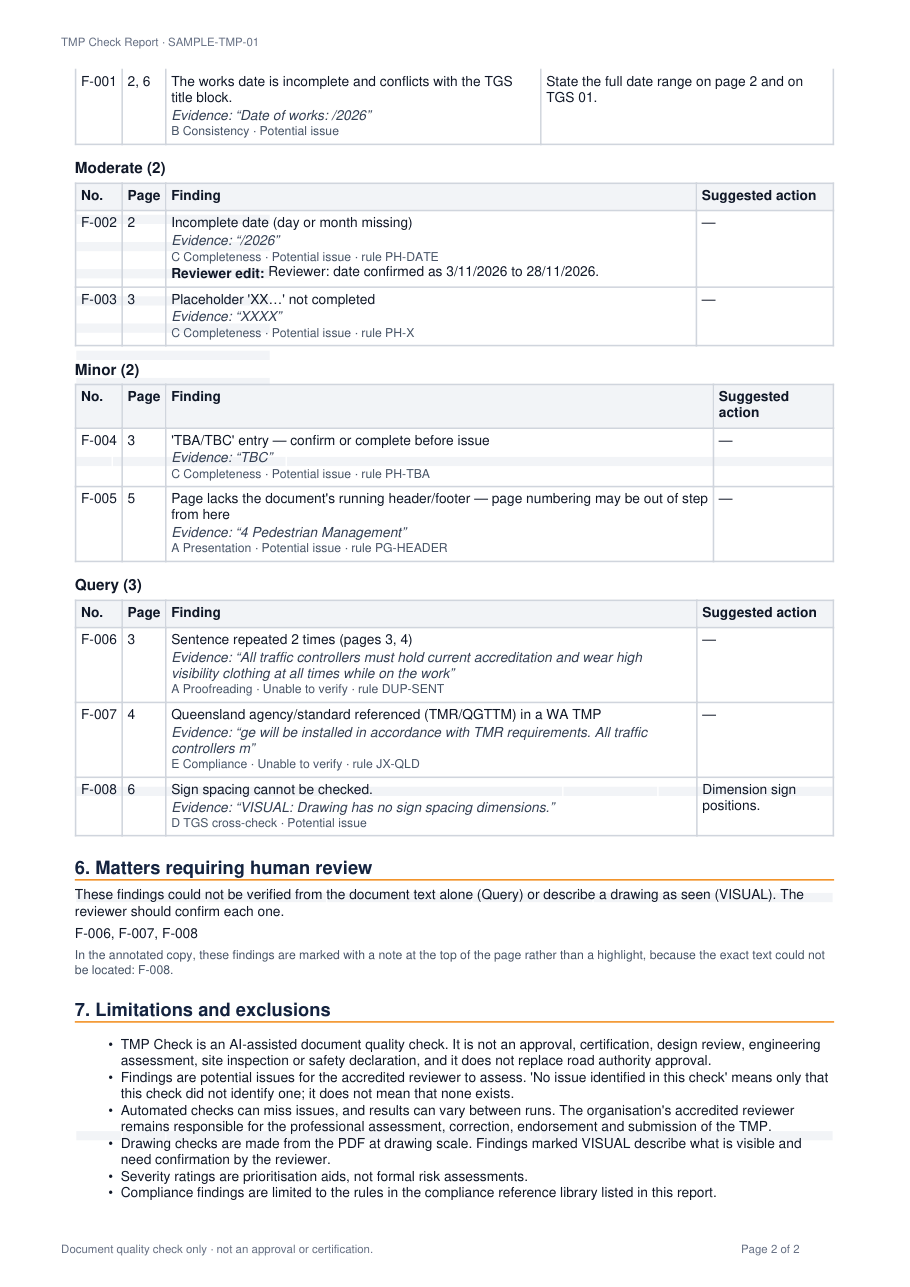 TMP Check Report · SAMPLE-TMP-01
F-001 2, 6 The works date is incomplete and conflicts with the TGS State the full date range on page 2 and on
title block. TGS 01.
Evidence: “Date of works: /2026”
B Consistency · Potential issue
Moderate (2)
No. Page Finding Suggested action
F-002 2 Incomplete date (day or month missing) —
Evidence: “/2026”
C Completeness · Potential issue · rule PH-DATE
Reviewer edit: Reviewer: date confirmed as 3/11/2026 to 28/11/2026.
F-003 3 Placeholder 'XX…' not completed —
Evidence: “XXXX”
C Completeness · Potential issue · rule PH-X
Minor (2)
No. Page Finding Suggested
action
F-004 3 'TBA/TBC' entry — confirm or complete before issue —
Evidence: “TBC”
C Completeness · Potential issue · rule PH-TBA
F-005 5 Page lacks the document's running header/footer — page numbering may be out of step —
from here
Evidence: “4 Pedestrian Management”
A Presentation · Potential issue · rule PG-HEADER
Query (3)
No. Page Finding Suggested action
F-006 3 Sentence repeated 2 times (pages 3, 4) —
Evidence: “All traffic controllers must hold current accreditation and wear high
visibility clothing at all times while on the work”
A Proofreading · Unable to verify · rule DUP-SENT
F-007 4 Queensland agency/standard referenced (TMR/QGTTM) in a WA TMP —
Evidence: “ge will be installed in accordance with TMR requirements. All traffic
controllers m”
E Compliance · Unable to verify · rule JX-QLD
F-008 6 Sign spacing cannot be checked. Dimension sign
Evidence: “VISUAL: Drawing has no sign spacing dimensions.” positions.
D TGS cross-check · Potential issue
6. Matters requiring human review
These findings could not be verified from the document text alone (Query) or describe a drawing as seen (VISUAL). The
reviewer should confirm each one.
F-006, F-007, F-008
In the annotated copy, these findings are marked with a note at the top of the page rather than a highlight, because the exact text could not
be located: F-008.
7. Limitations and exclusions
• TMP Check is an AI-assisted document quality check. It is not an approval, certification, design review, engineering
assessment, site inspection or safety declaration, and it does not replace road authority approval.
• Findings are potential issues for the accredited reviewer to assess. 'No issue identified in this check' means only that
this check did not identify one; it does not mean that none exists.
• Automated checks can miss issues, and results can vary between runs. The organisation's accredited reviewer
remains responsible for the professional assessment, correction, endorsement and submission of the TMP.
• Drawing checks are made from the PDF at drawing scale. Findings marked VISUAL describe what is visible and
need confirmation by the reviewer.
• Severity ratings are prioritisation aids, not formal risk assessments.
• Compliance findings are limited to the rules in the compliance reference library listed in this report.
Document quality check only · not an approval or certification. Page 2 of 2